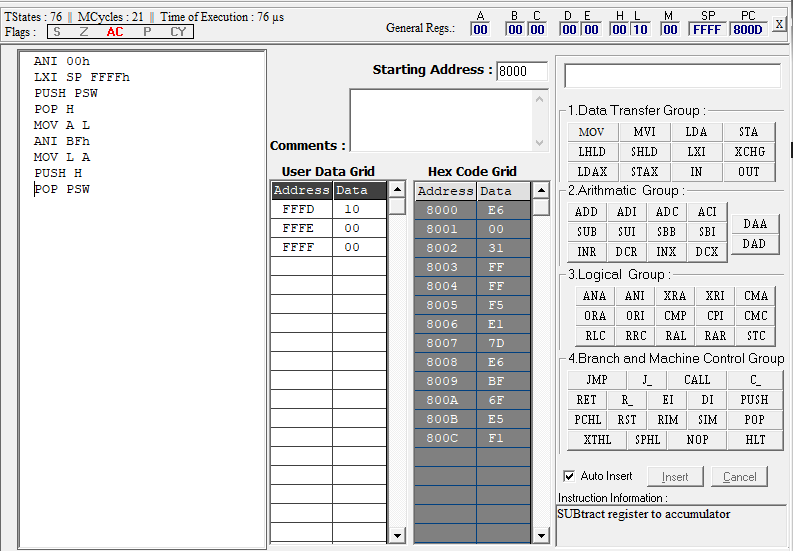 TStates : 76 MCycles : 21 Time of Execution : 76 µs
Flags : S Z AC P CY
General Regs.:
A B C D E H L M SP PC
00 00 00 00 00 00 10 00 FFFF 800D X
ANI 00h
LXI SP FFFFh
PUSH PSW
POP H
MOV A L
ANI BFh
MOV L A
PUSH H
POP PSW
Starting Address : 8000
Comments :
User Data Grid
Address Data
FFFD 10
FFFE 00
FFFF 00
Hex Code Grid
Address Data
8000 E6
8001 00
8002 31
8003 FF
8004 FF
8005 F5
8006 E1
8007 7D
8008 E6
8009 BF
800A 6F
800B E5
800C F1
1.Data Transfer Group :
MOV MVI LDA STA
LHLD SHLD LXI XCHG
LDAX STAX IN OUT
2.Arithmatic Group :
ADD ADI ADC ACI
SUB SUI SBB SBI
INR DCR INX DCX
DAA
DAD
3.Logical Group :
ANA ANI XRA XRI CMA
ORA ORI CMP CPI CMC
RLC RRC RAL RAR STC
4.Branch and Machine Control Group
JMP J_ CALL C_
RET R_ EI DI PUSH
PCHL RST RIM SIM POP
XTHL SPHL NOP HLT
Auto Insert Insert Cancel
Instruction Information :
SUBtract register to accumulator